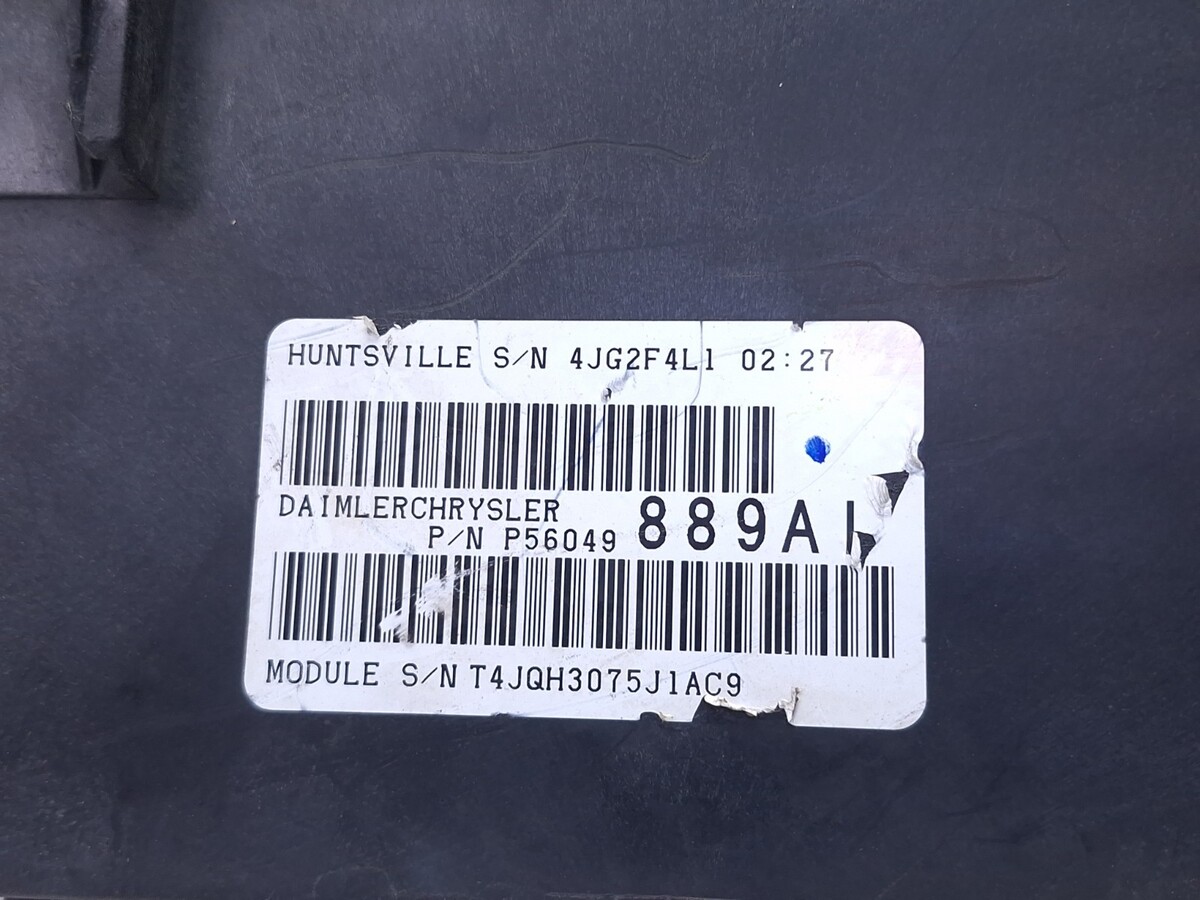 HUNTSVILLE S/N 4JG2F4L1 02:27
DAIMLERCHRYSLER
P/N P56049 889AI
MODULE S/N T4JQH3075J1AC9